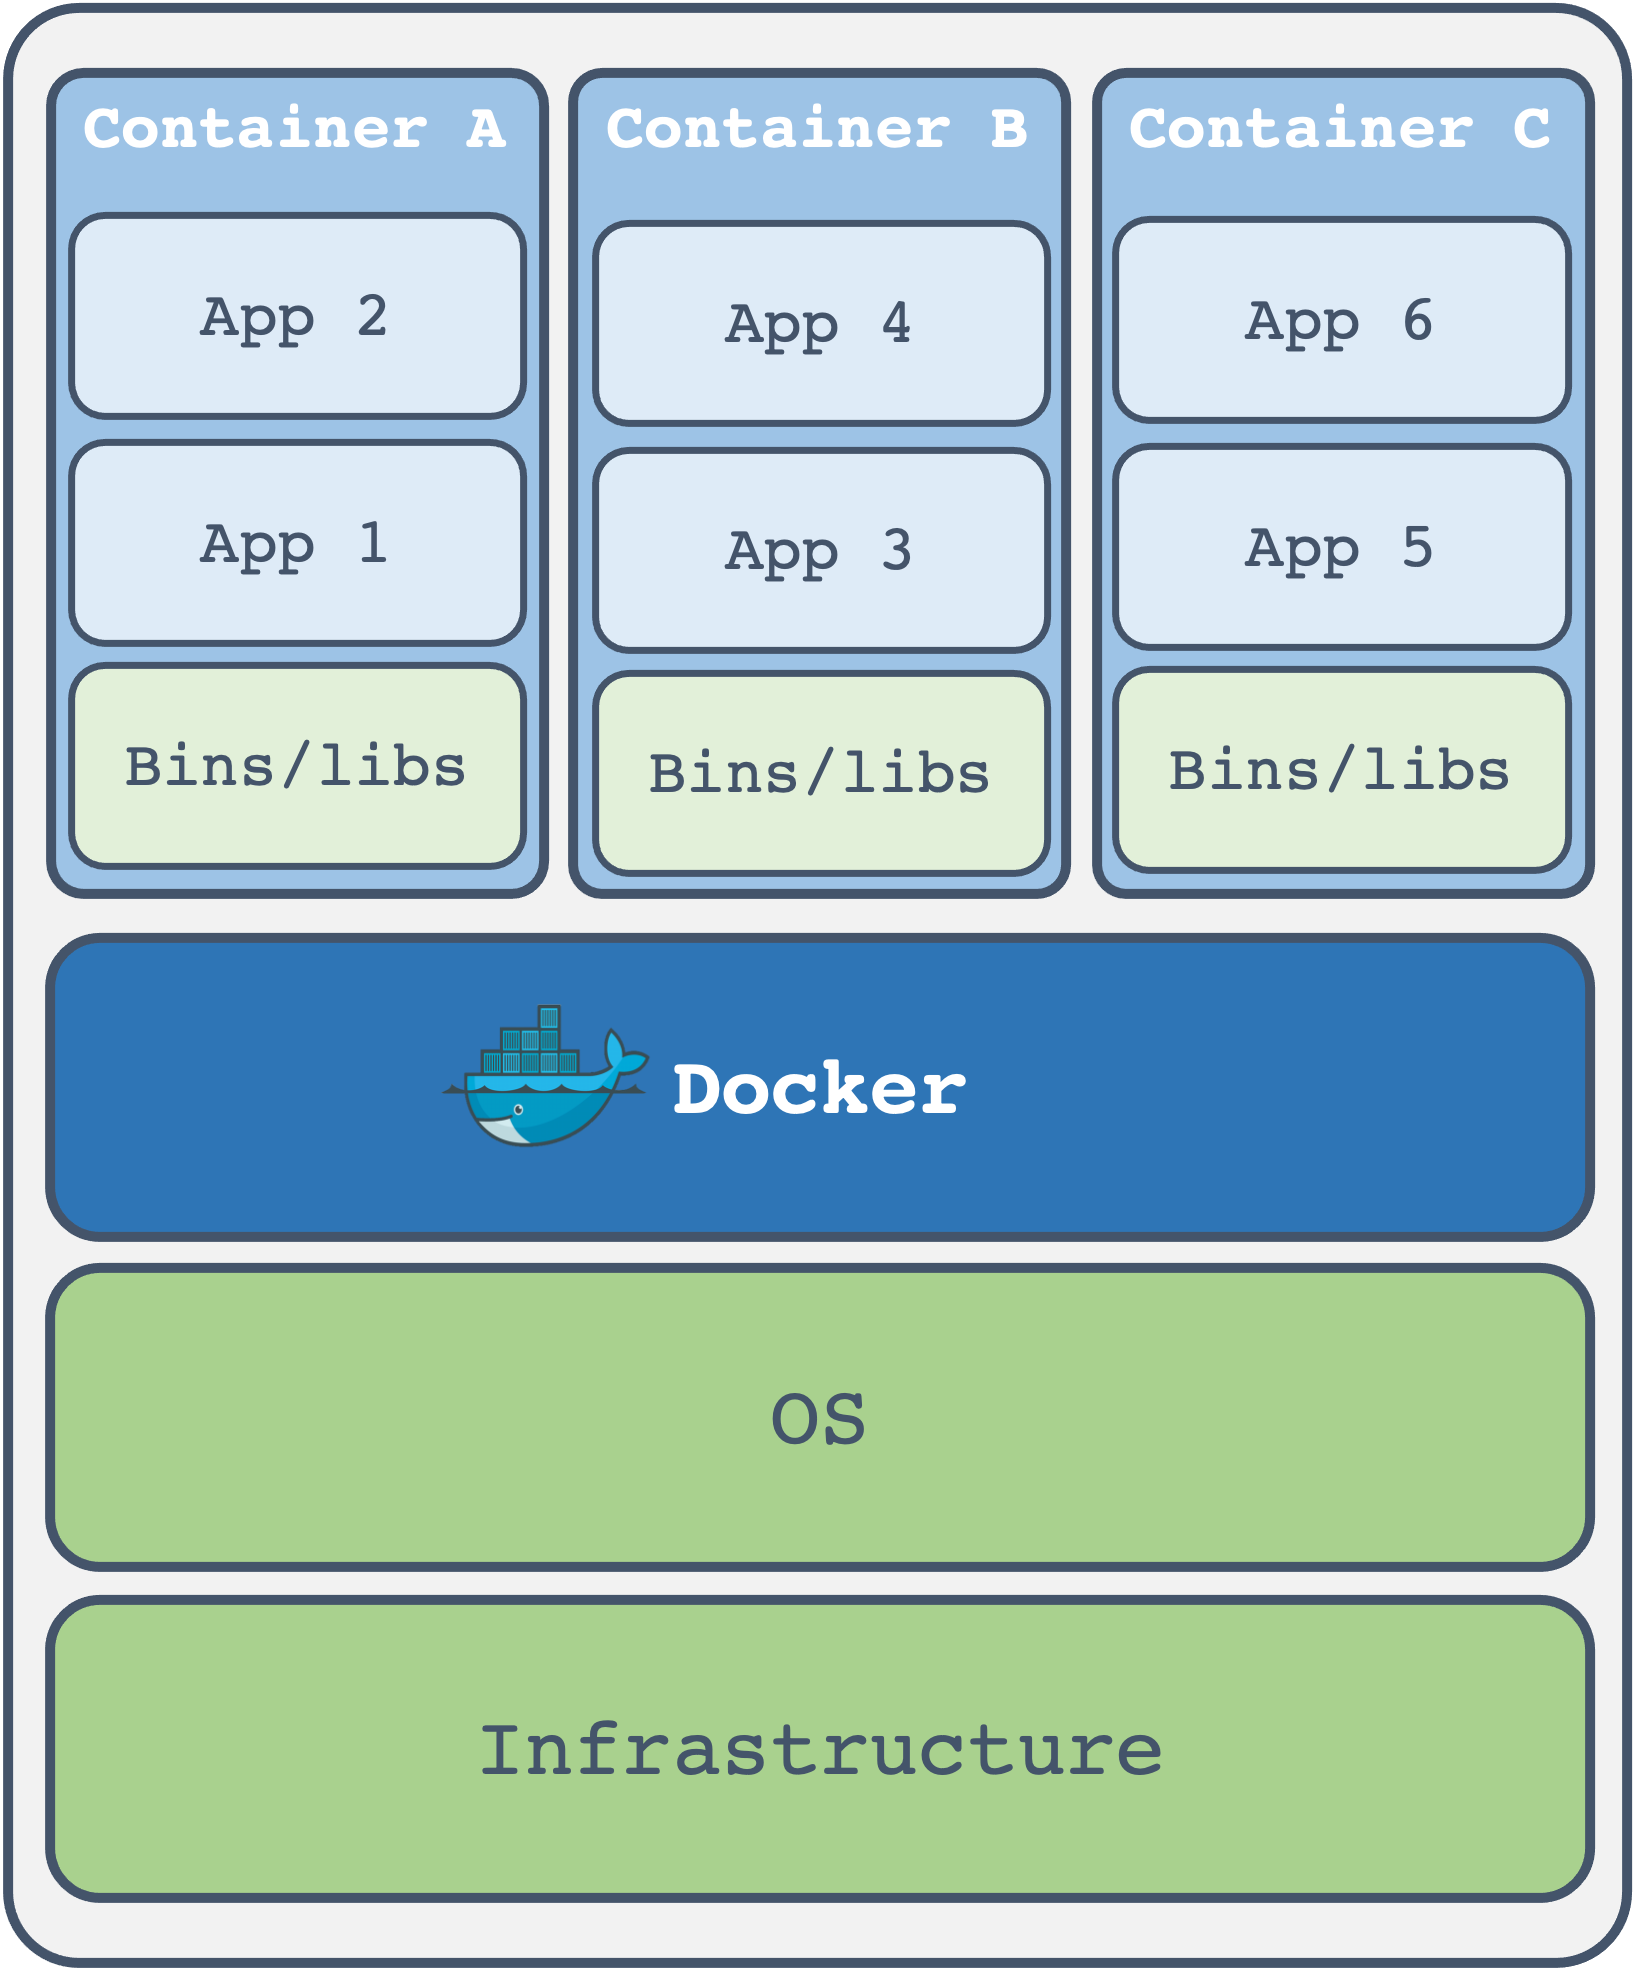 Container A
App 2
App 1
Bins/libs
Container B
App 4
App 3
Bins/libs
Container C
App 6
App 5
Bins/libs
Docker
OS
Infrastructure